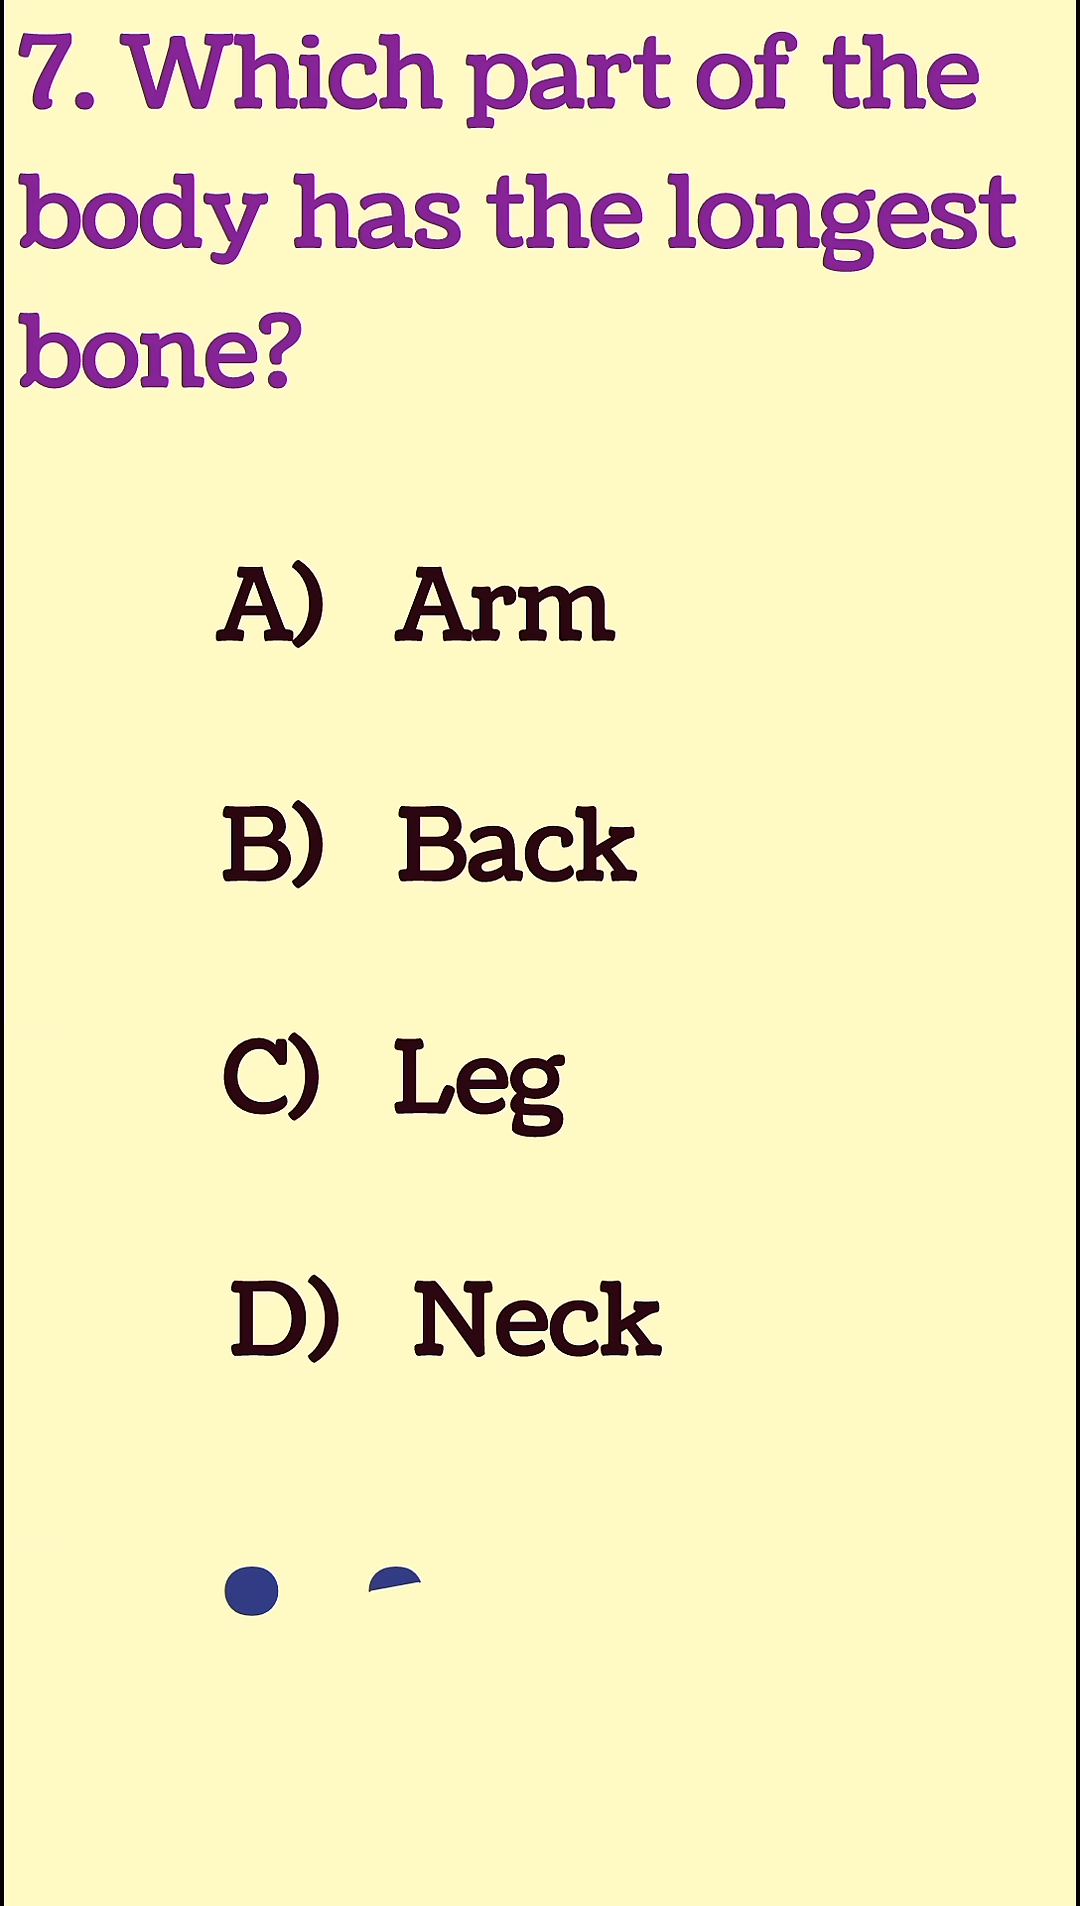 7. Which part of the
body has the longest
bone?
A) Arm
B) Back
C) Leg
D) Neck